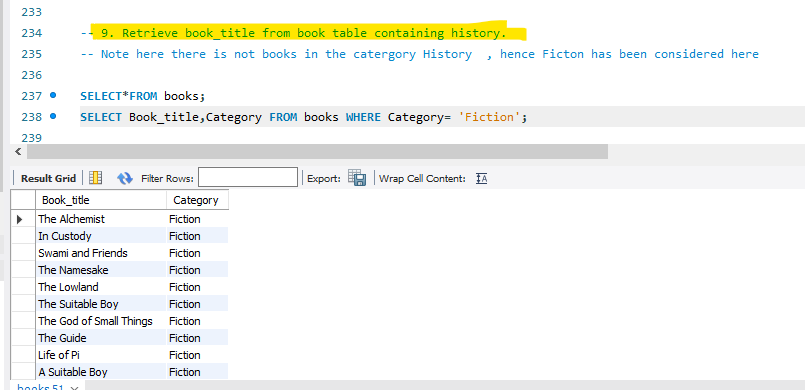 233
234 -- 9. Retrieve book_title from book table containing history.
235 -- Note here there is not books in the catergory History , hence Ficton has been considered here
236
237 SELECT*FROM books;
238 SELECT Book_title,Category FROM books WHERE Category= 'Fiction';
239
Result Grid Filter Rows: Export: Wrap Cell Content:
Book_title Category
The Alchemist Fiction
In Custody Fiction
Swami and Friends Fiction
The Namesake Fiction
The Lowland Fiction
The Suitable Boy Fiction
The God of Small Things Fiction
The Guide Fiction
Life of Pi Fiction
A Suitable Boy Fiction
books 51